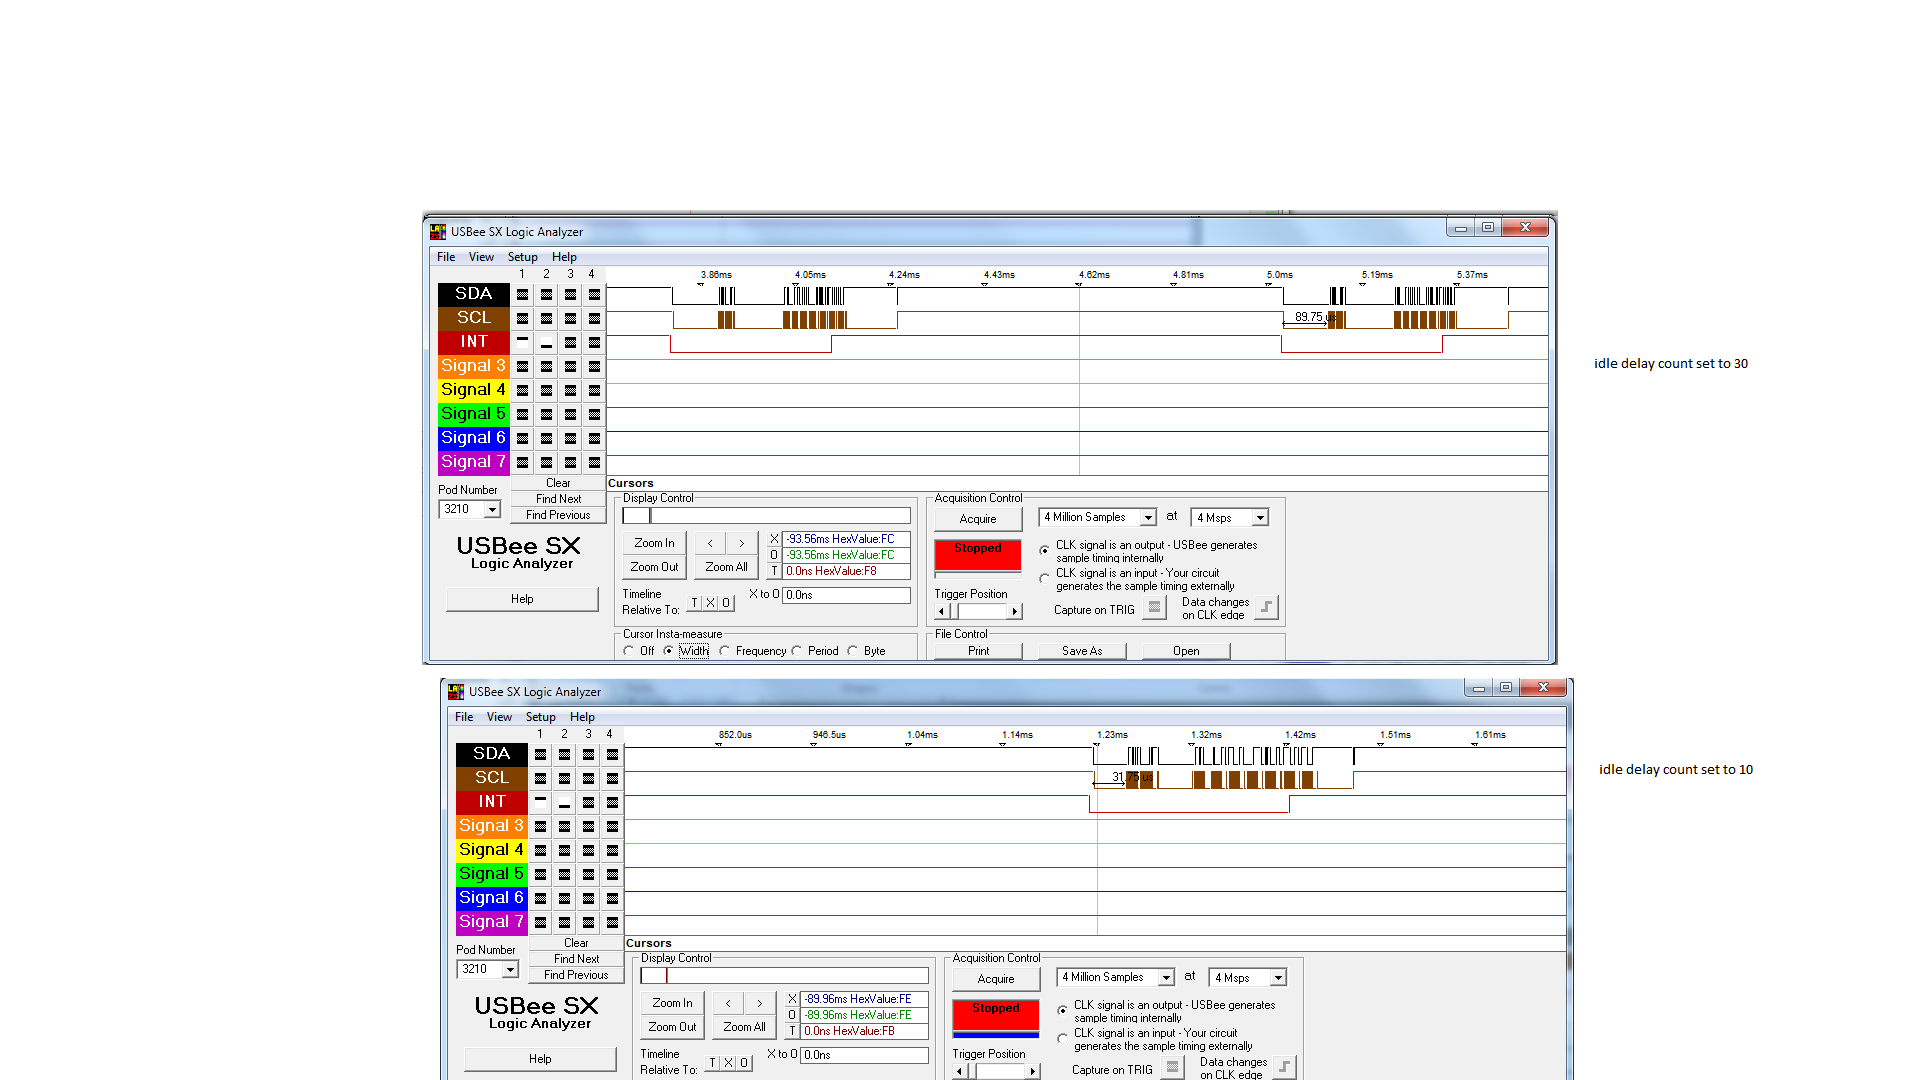 USBee SX Logic Analyzer
File View Setup Help
1 2 3 4
3.86ms 4.05ms 4.24ms 4.43ms 4.62ms 4.81ms 5.0ms 5.19ms 5.37ms
SDA
SCL
89.75 us
INT
Signal 3
idle delay count set to 30
Signal 4
Signal 5
Signal 6
Signal 7
Clear
Find Next
Find Previous
Pod Number
3210
USBee SX
Logic Analyzer
Help
Cursors
Display Control
Zoom In < >
Zoom Out Zoom All
X -93.56ms HexValue:FC
O -93.56ms HexValue:FC
T 0.0ns HexValue:F8
Timeline
Relative To: T X O
X to O 0.0ns
Cursor Insta-measure
Off Width Frequency Period Byte
Acquisition Control
Acquire 4 Million Samples at 4 Msps
Stopped
CLK signal is an output - USBee generates
sample timing internally
CLK signal is an input - Your circuit
generates the sample timing externally
Trigger Position
Capture on TRIG
Data changes
on CLK edge
File Control
Print Save As Open
USBee SX Logic Analyzer
File View Setup Help
1 2 3 4
852.0us 946.5us 1.04ms 1.14ms 1.23ms 1.32ms 1.42ms 1.51ms 1.61ms
SDA
idle delay count set to 10
SCL
31.75 us
INT
Signal 3
Signal 4
Signal 5
Signal 6
Signal 7
Clear
Find Next
Find Previous
Pod Number
3210
USBee SX
Logic Analyzer
Help
Cursors
Display Control
Zoom In < >
Zoom Out Zoom All
X -89.96ms HexValue:FE
O -89.96ms HexValue:FE
T 0.0ns HexValue:FB
Timeline
Relative To: T X O
X to O 0.0ns
Acquisition Control
Acquire 4 Million Samples at 4 Msps
Stopped
CLK signal is an output - USBee generates
sample timing internally
CLK signal is an input - Your circuit
generates the sample timing externally
Trigger Position
Capture on TRIG
Data changes
on CLK edge